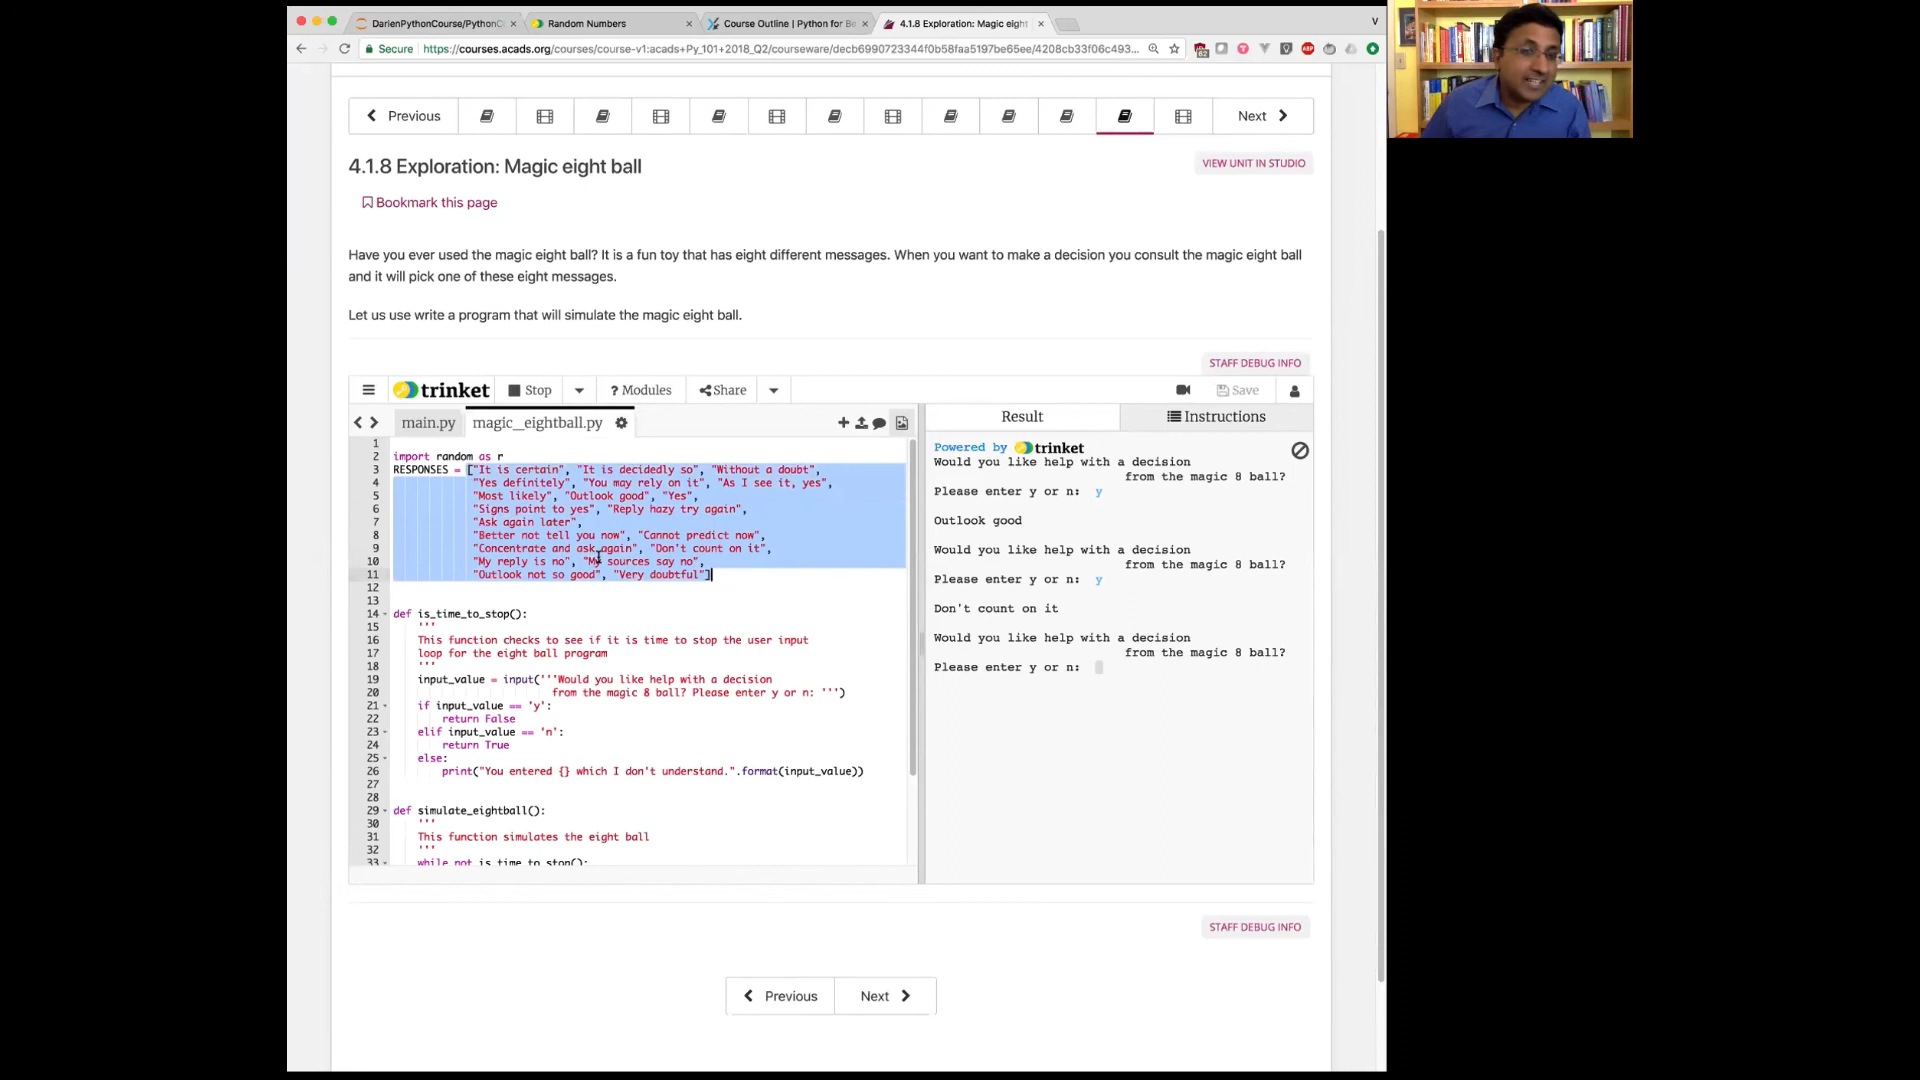 DarienPythonCourse/PythonC
Random Numbers
Course Outline | Python for Be
4.1.8 Exploration: Magic eight
Secure
https://courses.acads.org/courses/course-v1:acads+Py_101+2018_Q2/courseware/decb6990723344f0b58faa5197be65ee/4208cb33f06c493...
Previous
Next
4.1.8 Exploration: Magic eight ball
VIEW UNIT IN STUDIO
Bookmark this page
Have you ever used the magic eight ball? It is a fun toy that has eight different messages. When you want to make a decision you consult the magic eight ball
and it will pick one of these eight messages.
Let us use write a program that will simulate the magic eight ball.
STAFF DEBUG INFO
trinket
Stop
? Modules
Share
Save
main.py
magic__eightball.py
Result
Instructions
1
2 import random as r
3 RESPONSES = ["It is certain", "It is decidedly so", "Without a doubt",
4 "Yes definitely", "You may rely on it", "As I see it, yes",
5 "Most likely", "Outlook good", "Yes",
6 "Signs point to yes", "Reply hazy try again",
7 "Ask again later",
8 "Better not tell you now", "Cannot predict now",
9 "Concentrate and ask again", "Don't count on it",
10 "My reply is no", "My sources say no",
11 "Outlook not so good", "Very doubtful"]
12
13
14 def is_time_to_stop():
15 '''
16 This function checks to see if it is time to stop the user input
17 loop for the eight ball program
18 '''
19 input_value = input('''Would you like help with a decision
20 from the magic 8 ball? Please enter y or n: ''')
21 if input_value == 'y':
22 return False
23 elif input_value == 'n':
24 return True
25 else:
26 print("You entered {} which I don't understand.".format(input_value))
27
28
29 def simulate_eightball():
30 '''
31 This function simulates the eight ball
32 '''
33 while not is_time_to_stop():
Powered by trinket
Would you like help with a decision
from the magic 8 ball?
Please enter y or n: y
Outlook good
Would you like help with a decision
from the magic 8 ball?
Please enter y or n: y
Don't count on it
Would you like help with a decision
from the magic 8 ball?
Please enter y or n:
STAFF DEBUG INFO
Previous
Next